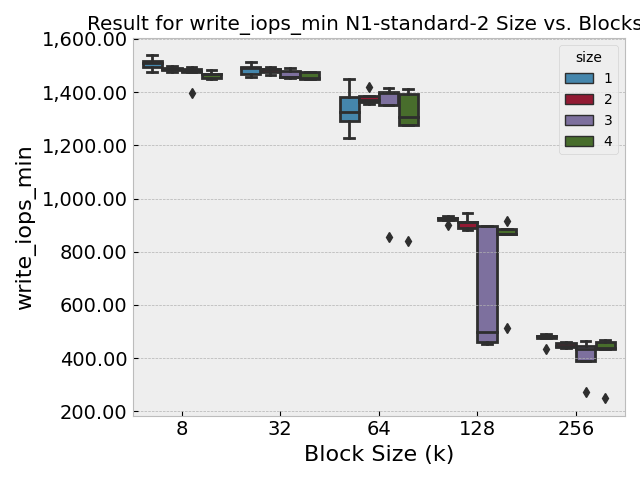 Result for write_iops_min N1-standard-2 Size vs. Blocks
1,600.00
1,400.00
1,200.00
1,000.00
800.00
600.00
400.00
200.00
write_iops_min
size
1
2
3
4
8 32 64 128 256
Block Size (k)